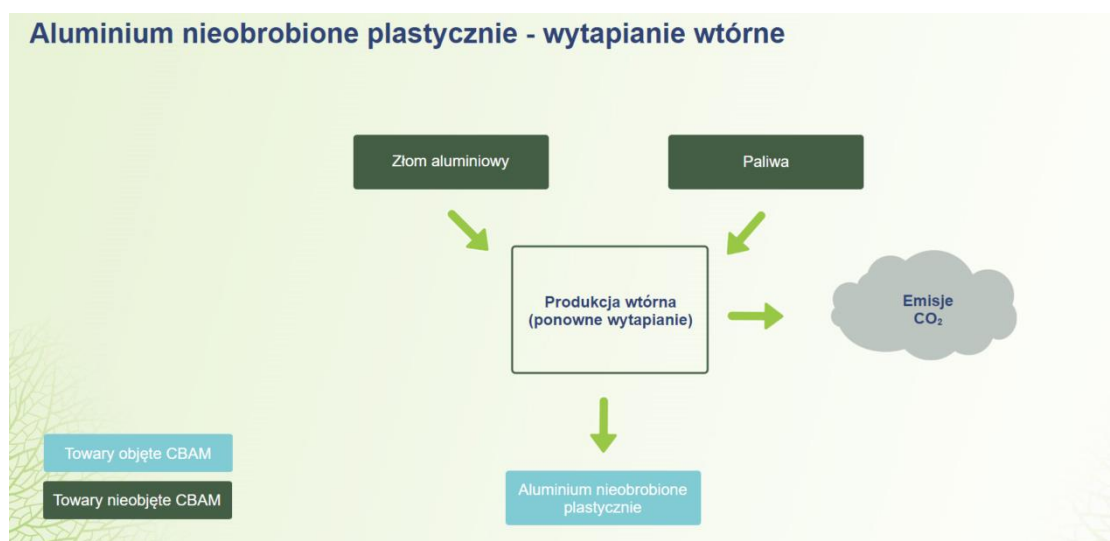 Aluminium nieobrobione plastycznie - wytapianie wtórne
Złom aluminiowy
Paliwa
Produkcja wtórna
(ponowne wytapianie)
Emisje
CO₂
Towary objęte CBAM
Towary nieobjęte CBAM
Aluminium nieobrobione
plastycznie